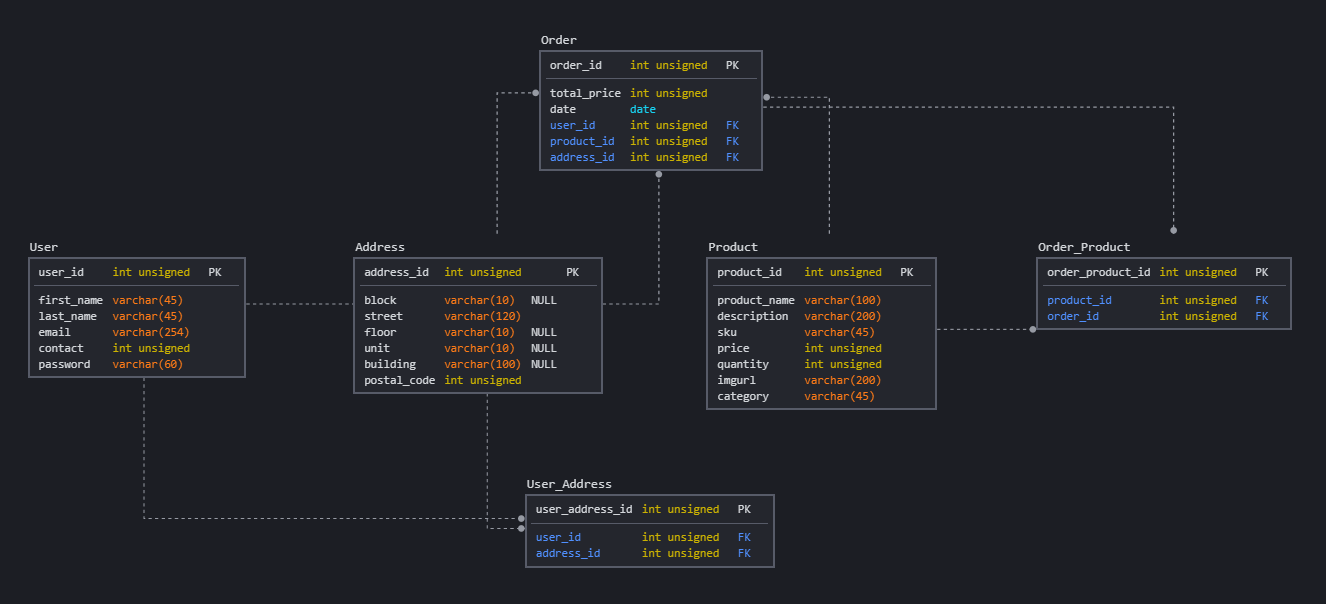 Order
order_id int unsigned PK
total_price int unsigned
date date
user_id int unsigned FK
product_id int unsigned FK
address_id int unsigned FK
User
user_id int unsigned PK
first_name varchar(45)
last_name varchar(45)
email varchar(254)
contact int unsigned
password varchar(60)
Address
address_id int unsigned PK
block varchar(10) NULL
street varchar(120)
floor varchar(10) NULL
unit varchar(10) NULL
building varchar(100) NULL
postal_code int unsigned
Product
product_id int unsigned PK
product_name varchar(100)
description varchar(200)
sku varchar(45)
price int unsigned
quantity int unsigned
imgurl varchar(200)
category varchar(45)
Order_Product
order_product_id int unsigned PK
product_id int unsigned FK
order_id int unsigned FK
User_Address
user_address_id int unsigned PK
user_id int unsigned FK
address_id int unsigned FK